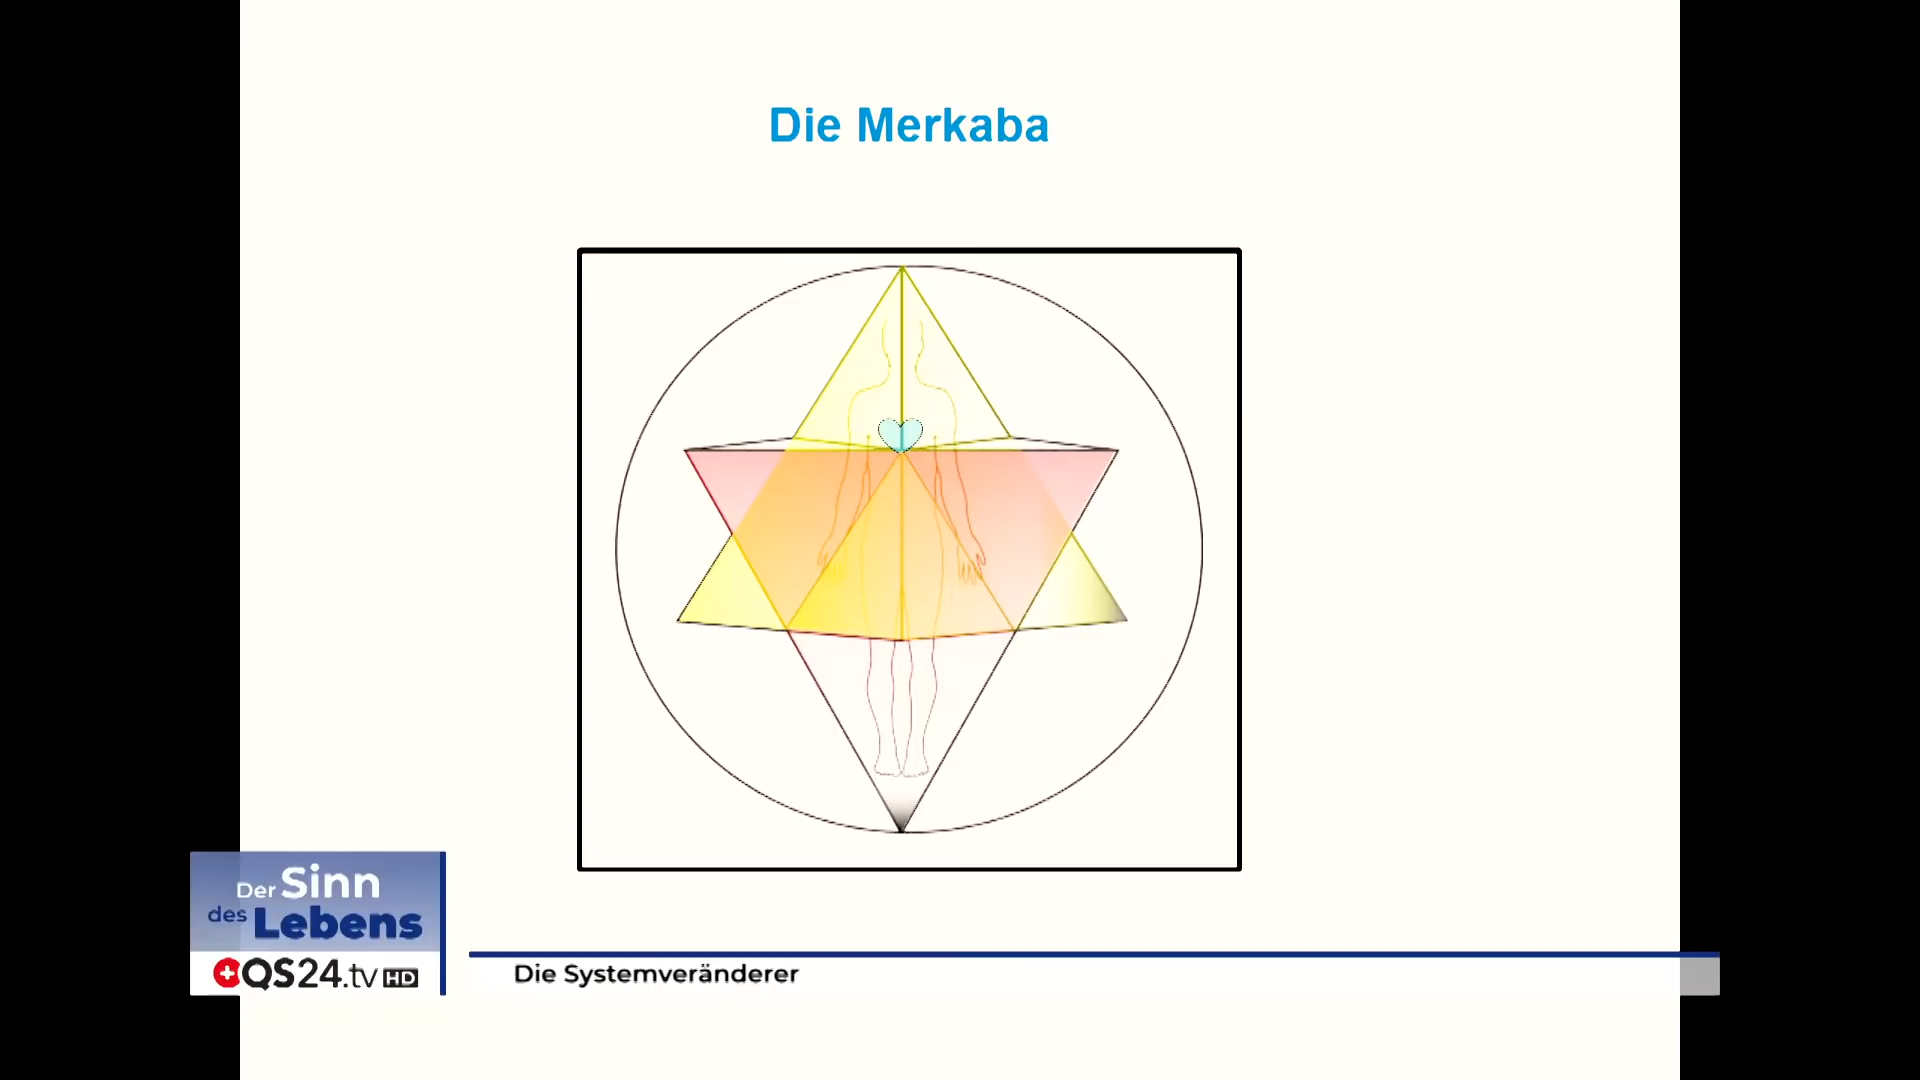 Die Merkaba
Der Sinn
des Lebens
QS24.tv HD
Die Systemveränderer